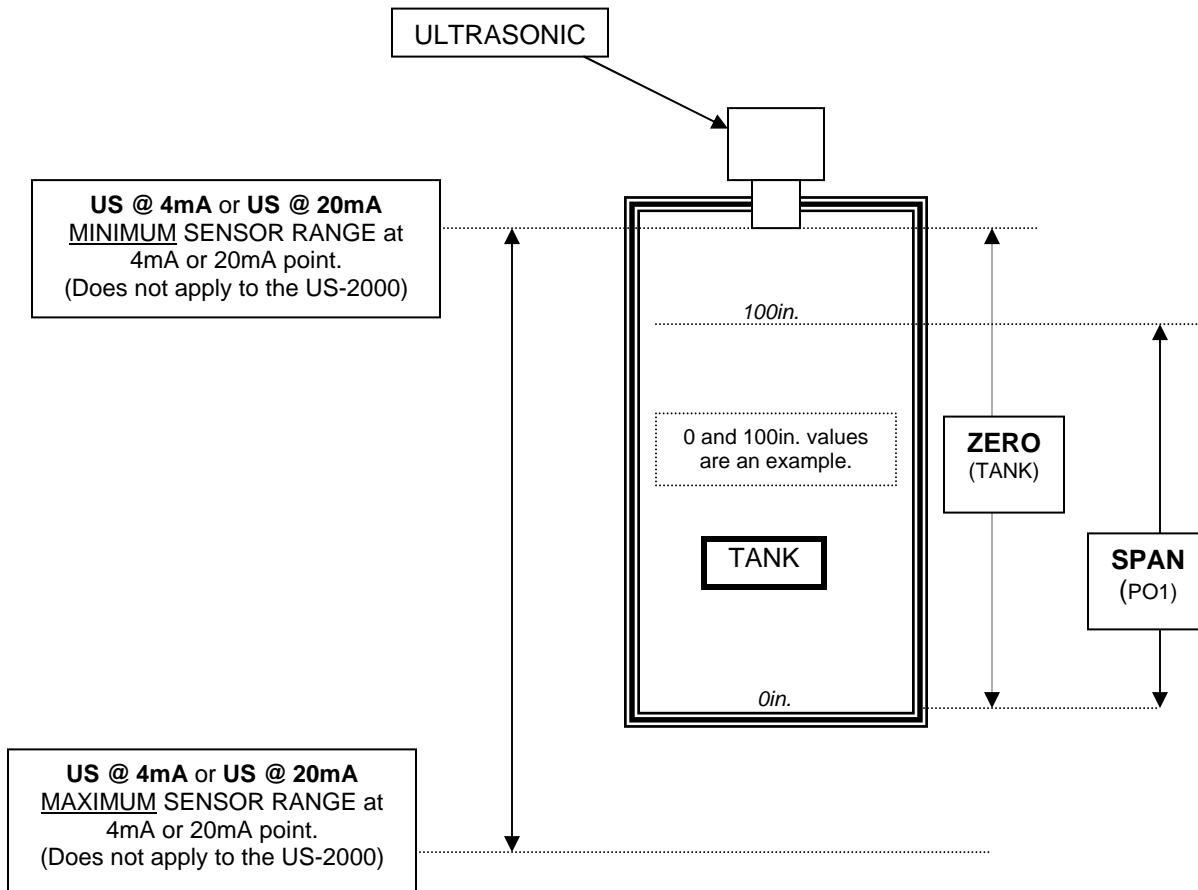 ULTRASONIC
US @ 4mA or US @ 20mA
MINIMUM SENSOR RANGE at
4mA or 20mA point.
(Does not apply to the US-2000)
100in.
0 and 100in. values
are an example.
ZERO
(TANK)
TANK
SPAN
(PO1)
0in.
US @ 4mA or US @ 20mA
MAXIMUM SENSOR RANGE at
4mA or 20mA point.
(Does not apply to the US-2000)